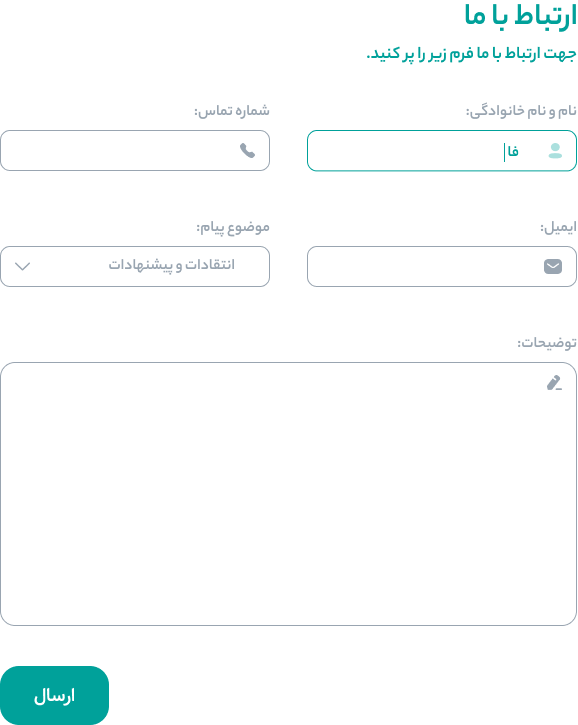 ارتباط با ما
جهت ارتباط با ما فرم زیر را پر کنید.
نام و نام خانوادگی:
فا
شماره تماس:
ایمیل:
موضوع پیام:
انتقادات و پیشنهادات
توضیحات:
ارسال